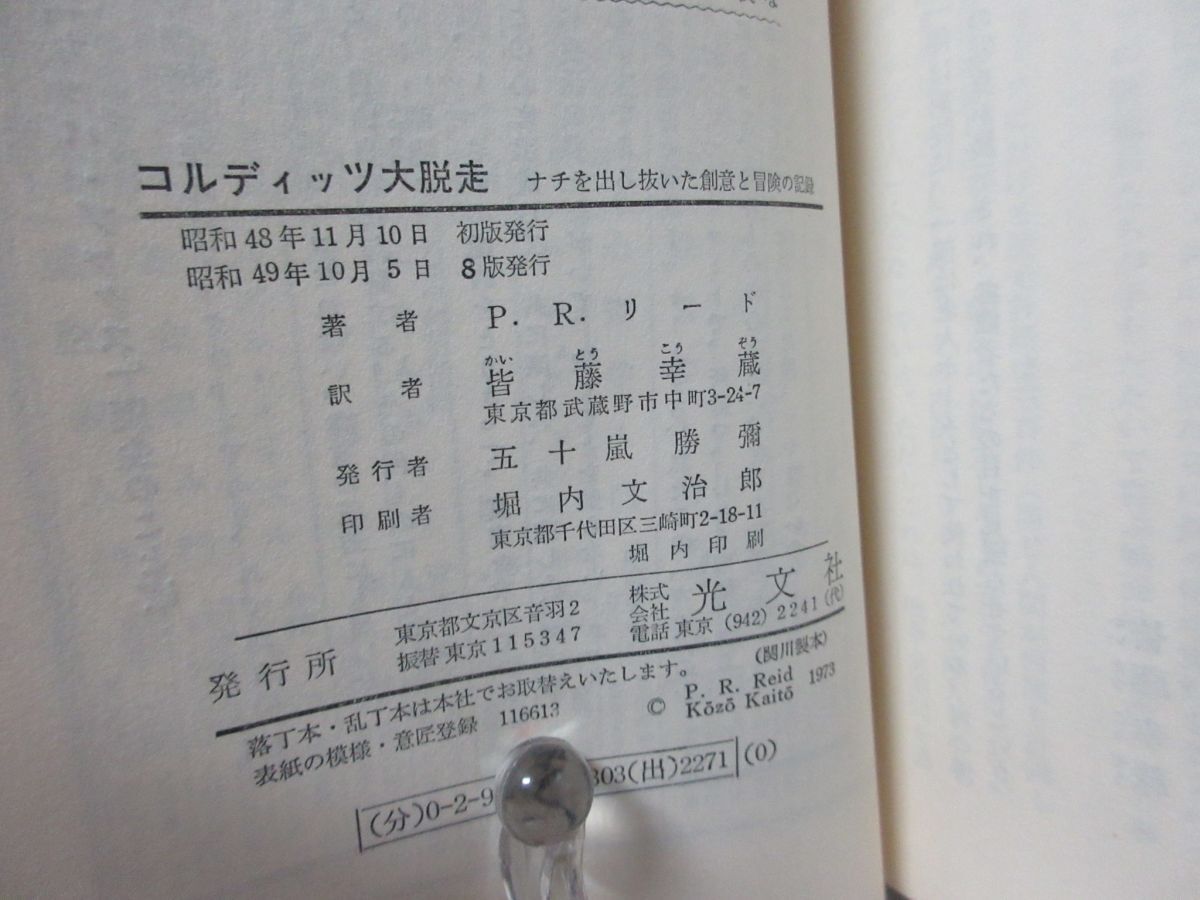 コルディッツ大脱走 ナチを出し抜いた創意と冒険の記録
昭和48年11月10日 初版発行
昭和49年10月5日 8版発行
著者 P. R. リード
かい とう こう ぞう
訳者 皆藤幸蔵
東京都武蔵野市中町3-24-7
発行者 五十嵐勝彌
印刷者 堀内文治郎
東京都千代田区三崎町2-18-11
堀内印刷
発行所 東京都文京区音羽2 株式会社 光文社
振替東京115347 電話東京(942)2241(代)
落丁本・乱丁本は本社でお取替えいたします。 (関川製本)
表紙の模様・意匠登録 116613 © P. R. Reid 1973
Kōzō Kaitō
(分)0-2-9 303(出)2271 (0)